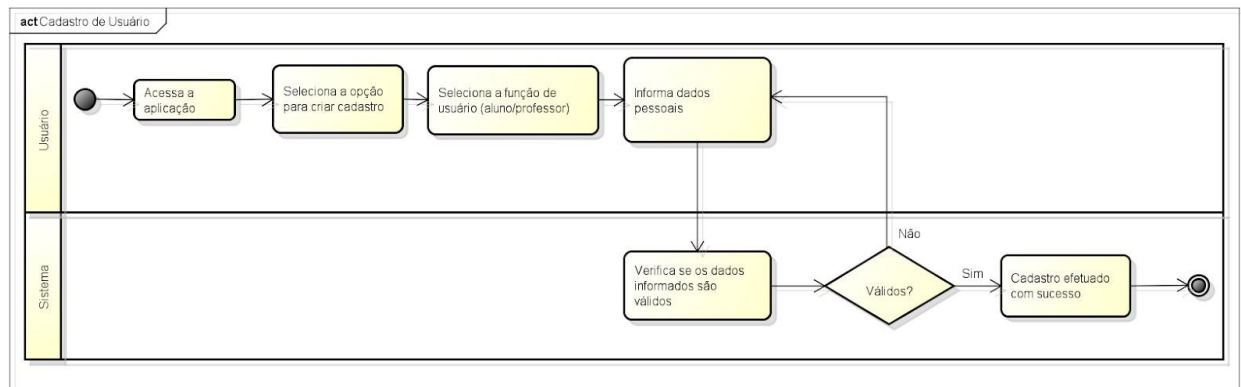 act Cadastro de Usuário
Usuário
Acessa a
aplicação
Seleciona a opção
para criar cadastro
Seleciona a função de
usuário (aluno/professor)
Informa dados
pessoais
Sistema
Verifica se os dados
informados são
válidos
Válidos?
Não
Sim
Cadastro efetuado
com sucesso